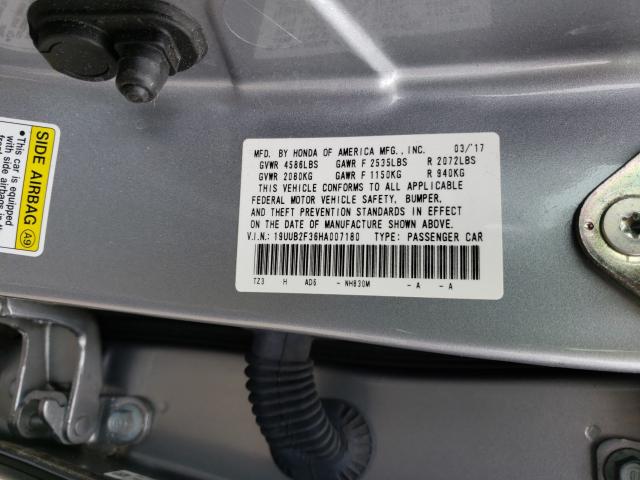 MFD. BY HONDA OF AMERICA MFG., INC. 03/'17
GVWR 4586LBS GAWR F 2535LBS R 2072LBS
GVWR 2080KG GAWR F 1150KG R 940KG
THIS VEHICLE CONFORMS TO ALL APPLICABLE
FEDERAL MOTOR VEHICLE SAFETY, BUMPER,
AND THEFT PREVENTION STANDARDS IN EFFECT
ON THE DATE OF MANUFACTURE SHOWN ABOVE.
V.I.N.: 19UUB2F36HA007180 TYPE: PASSENGER CAR
TZ3 H AD6 - NH830M - A - A
SIDE AIRBAG A9
• This car is equipped
with side airbags